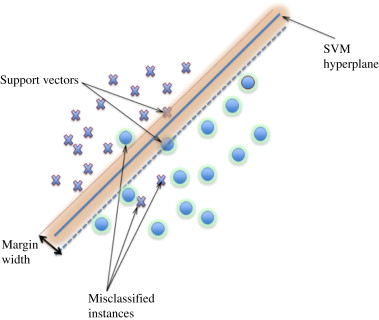 SVM
hyperplane
Support vectors
Margin
width
Misclassified
instances